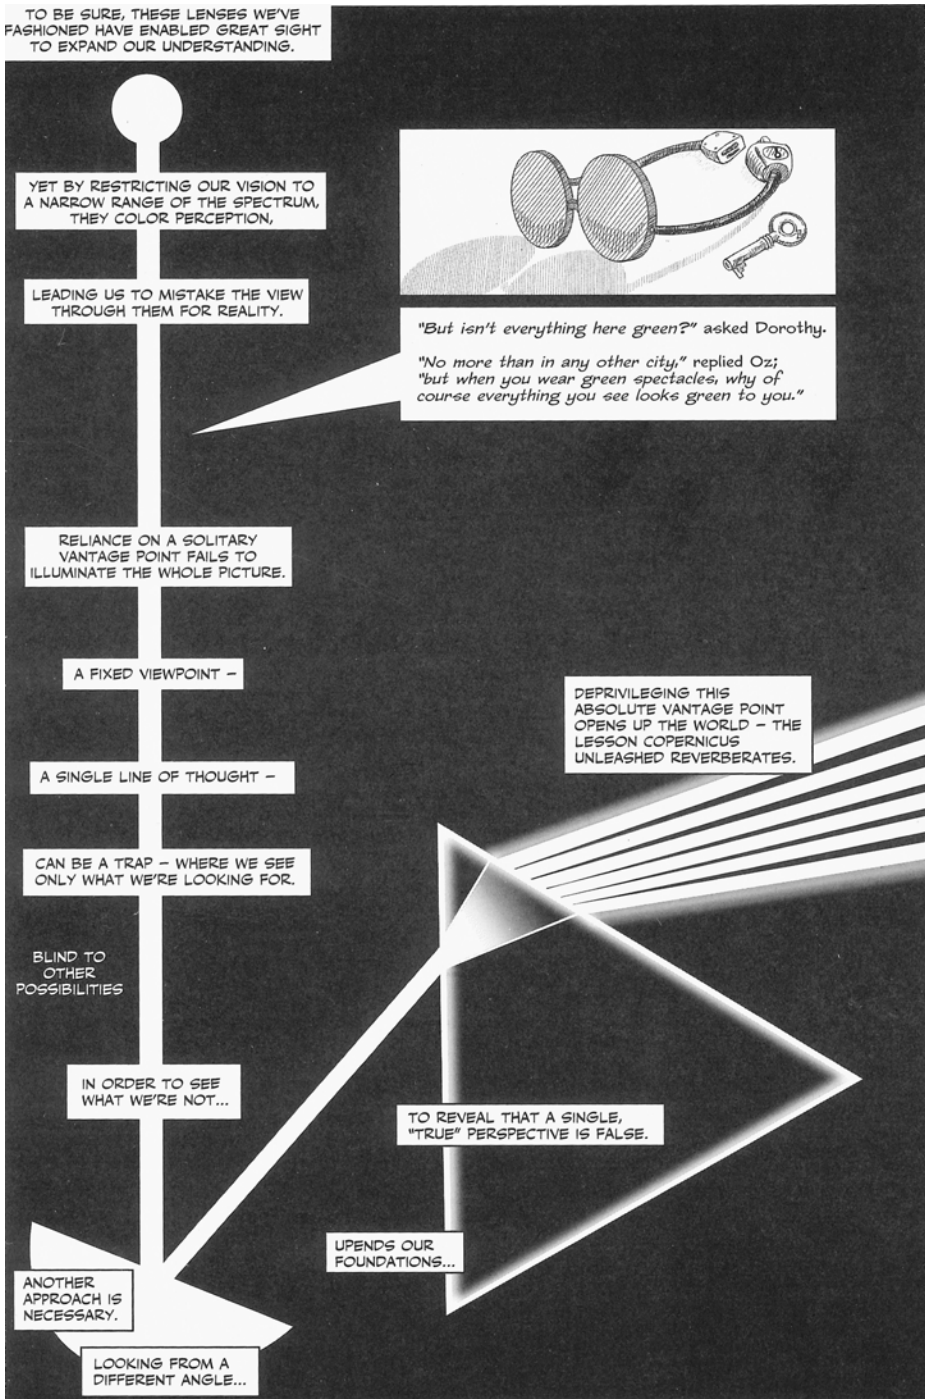 TO BE SURE, THESE LENSES WE'VE
FASHIONED HAVE ENABLED GREAT SIGHT
TO EXPAND OUR UNDERSTANDING.
YET BY RESTRICTING OUR VISION TO
A NARROW RANGE OF THE SPECTRUM,
THEY COLOR PERCEPTION,
LEADING US TO MISTAKE THE VIEW
THROUGH THEM FOR REALITY.
"But isn't everything here green?" asked Dorothy.
"No more than in any other city," replied Oz;
"but when you wear green spectacles, why of
course everything you see looks green to you."
RELIANCE ON A SOLITARY
VANTAGE POINT FAILS TO
ILLUMINATE THE WHOLE PICTURE.
A FIXED VIEWPOINT –
A SINGLE LINE OF THOUGHT –
CAN BE A TRAP – WHERE WE SEE
ONLY WHAT WE'RE LOOKING FOR.
BLIND TO
OTHER
POSSIBILITIES
IN ORDER TO SEE
WHAT WE'RE NOT...
ANOTHER
APPROACH IS
NECESSARY.
LOOKING FROM A
DIFFERENT ANGLE...
UPENDS OUR
FOUNDATIONS...
TO REVEAL THAT A SINGLE,
"TRUE" PERSPECTIVE IS FALSE.
DEPRIVILEGING THIS
ABSOLUTE VANTAGE POINT
OPENS UP THE WORLD – THE
LESSON COPERNICUS
UNLEASHED REVERBERATES.